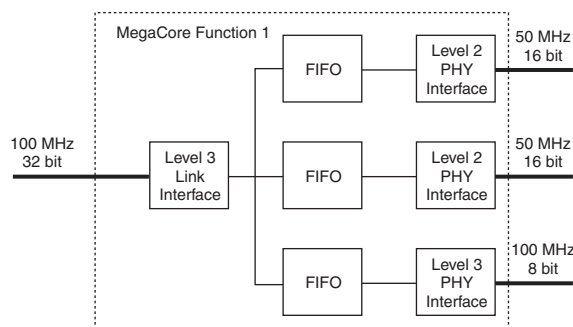 MegaCore Function 1
FIFO
Level 2
PHY
Interface
50 MHz
16 bit
100 MHz
32 bit
Level 3
Link
Interface
FIFO
Level 2
PHY
Interface
50 MHz
16 bit
FIFO
Level 3
PHY
Interface
100 MHz
8 bit